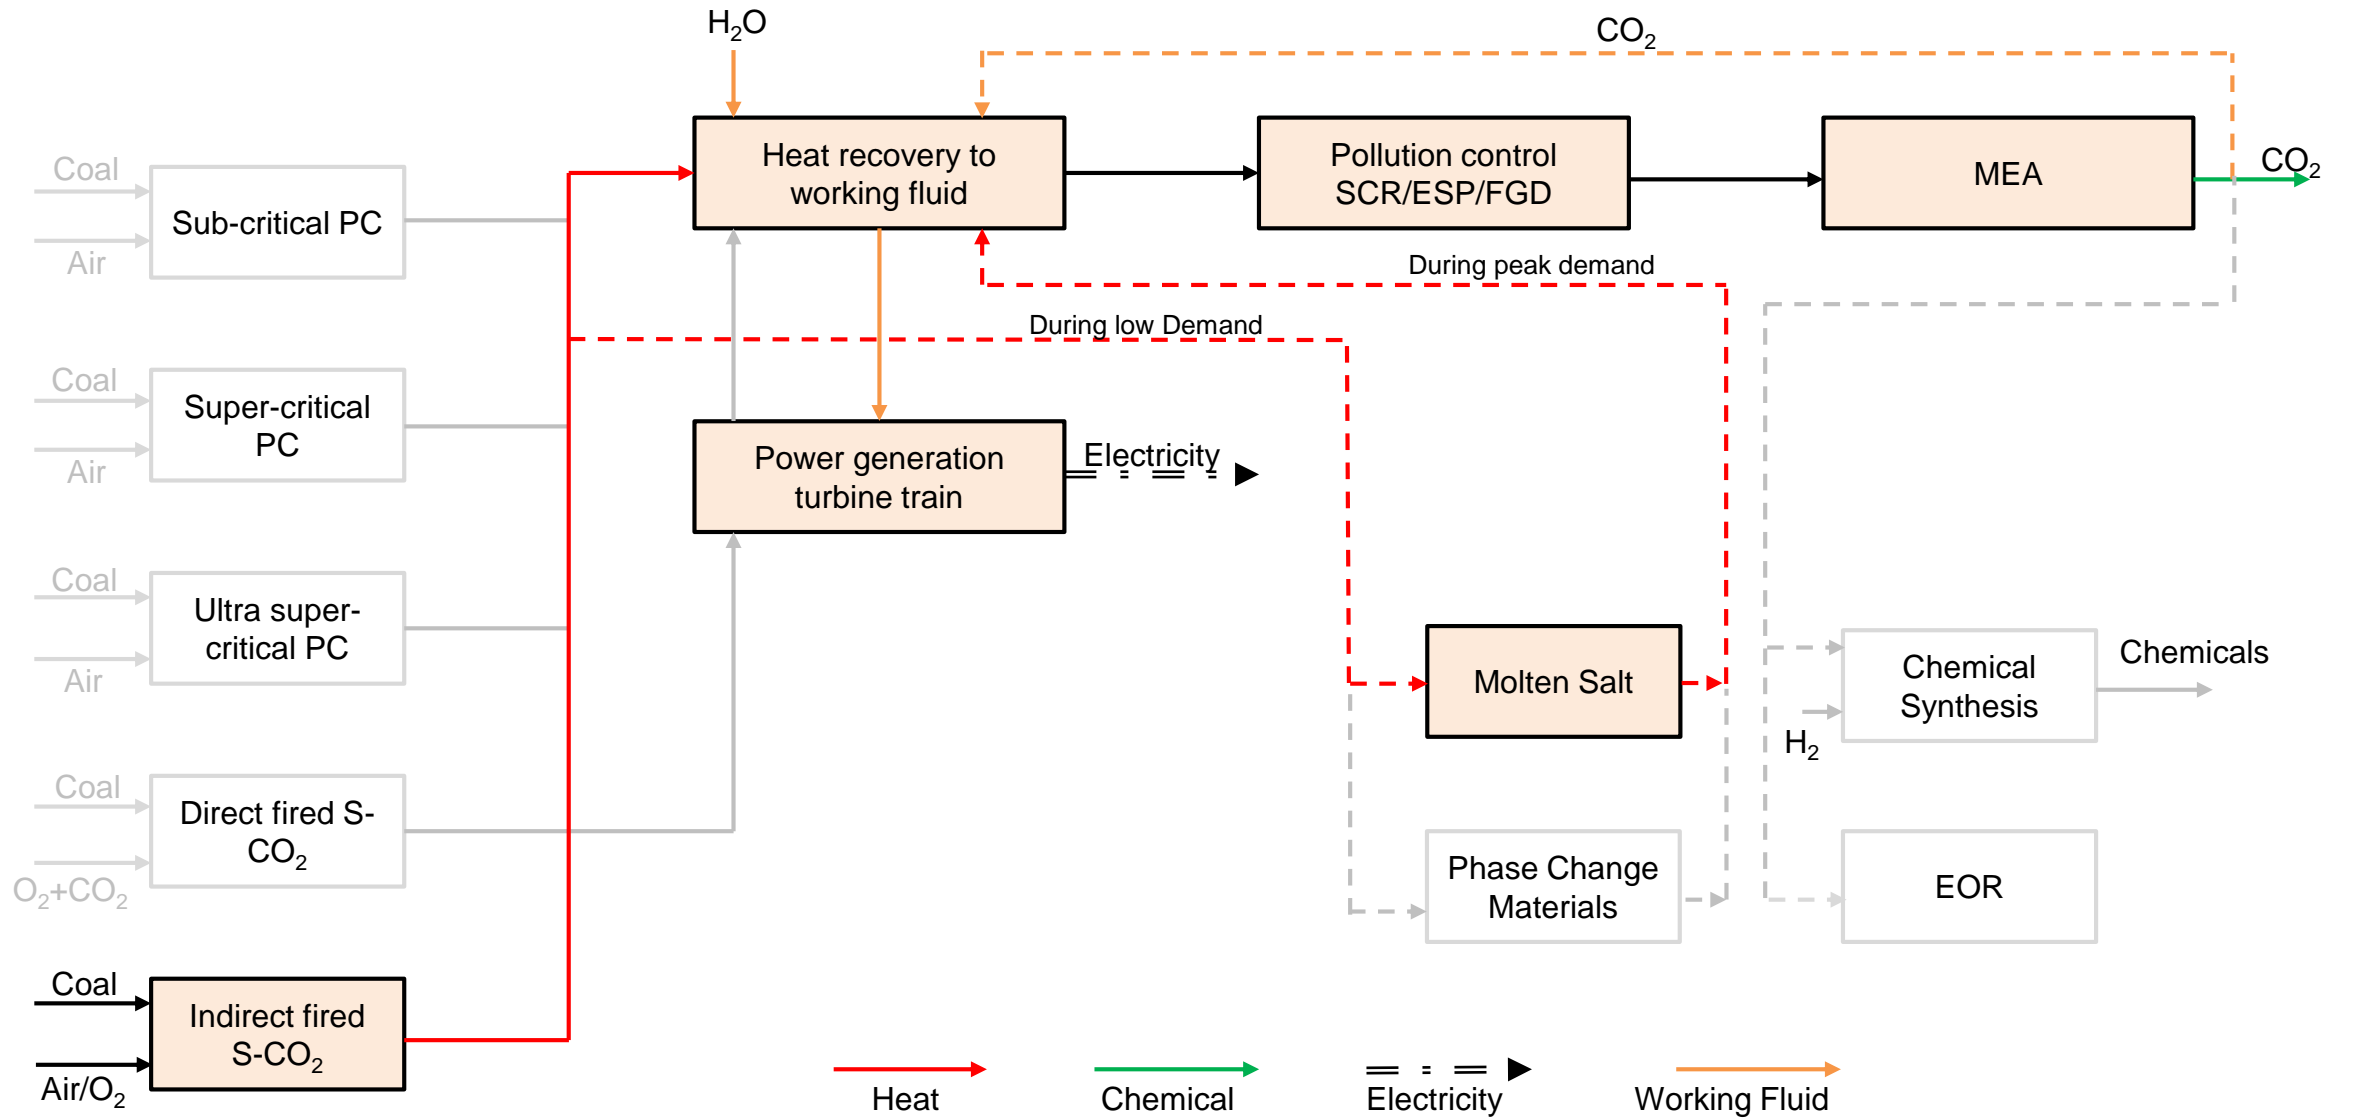 H₂O
CO₂
Coal
Air
Sub-critical PC
Heat recovery to
working fluid
Pollution control
SCR/ESP/FGD
MEA
CO₂
During peak demand
During low Demand
Coal
Air
Super-critical
PC
Power generation
turbine train
Electricity
Coal
Air
Ultra super-
critical PC
Molten Salt
Chemical
Synthesis
Chemicals
H₂
Coal
O₂+CO₂
Direct fired S-
CO₂
Phase Change
Materials
EOR
Coal
Air/O₂
Indirect fired
S-CO₂
Heat
Chemical
Electricity
Working Fluid